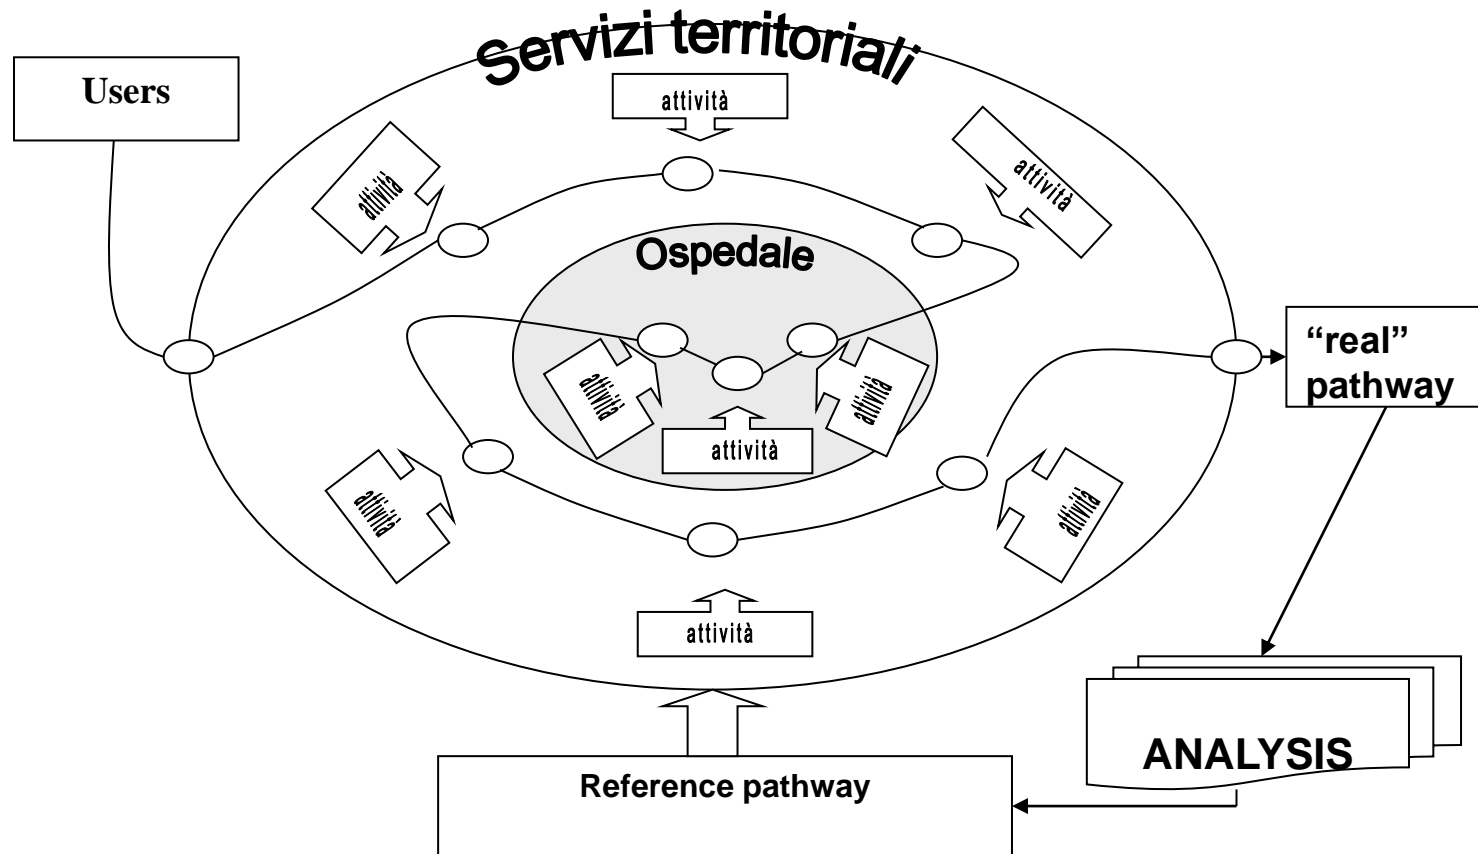 Servizi territoriali
Users
attività
attività
attività
Ospedale
“real”
pathway
attività
attività
attività
attività
attività
attività
ANALYSIS
Reference pathway